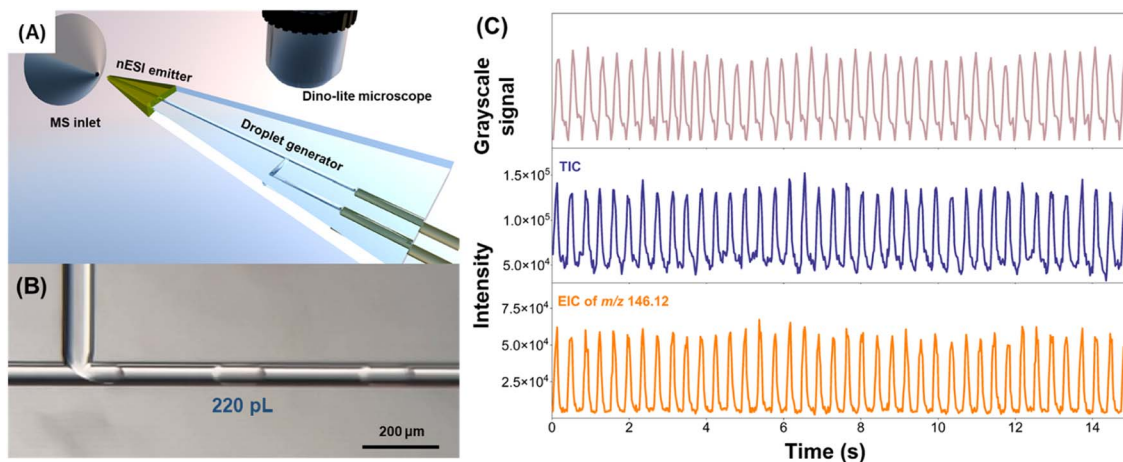 (A)
nESI emitter
MS inlet
Dino-lite microscope
Droplet generator
(B)
220 pL
200 µm
(C)
Grayscale
signal
TIC
1.5×10⁵
1.0×10⁵
5.0×10⁴
Intensity
EIC of m/z 146.12
7.5×10⁴
5.0×10⁴
2.5×10⁴
0 2 4 6 8 10 12 14
Time (s)